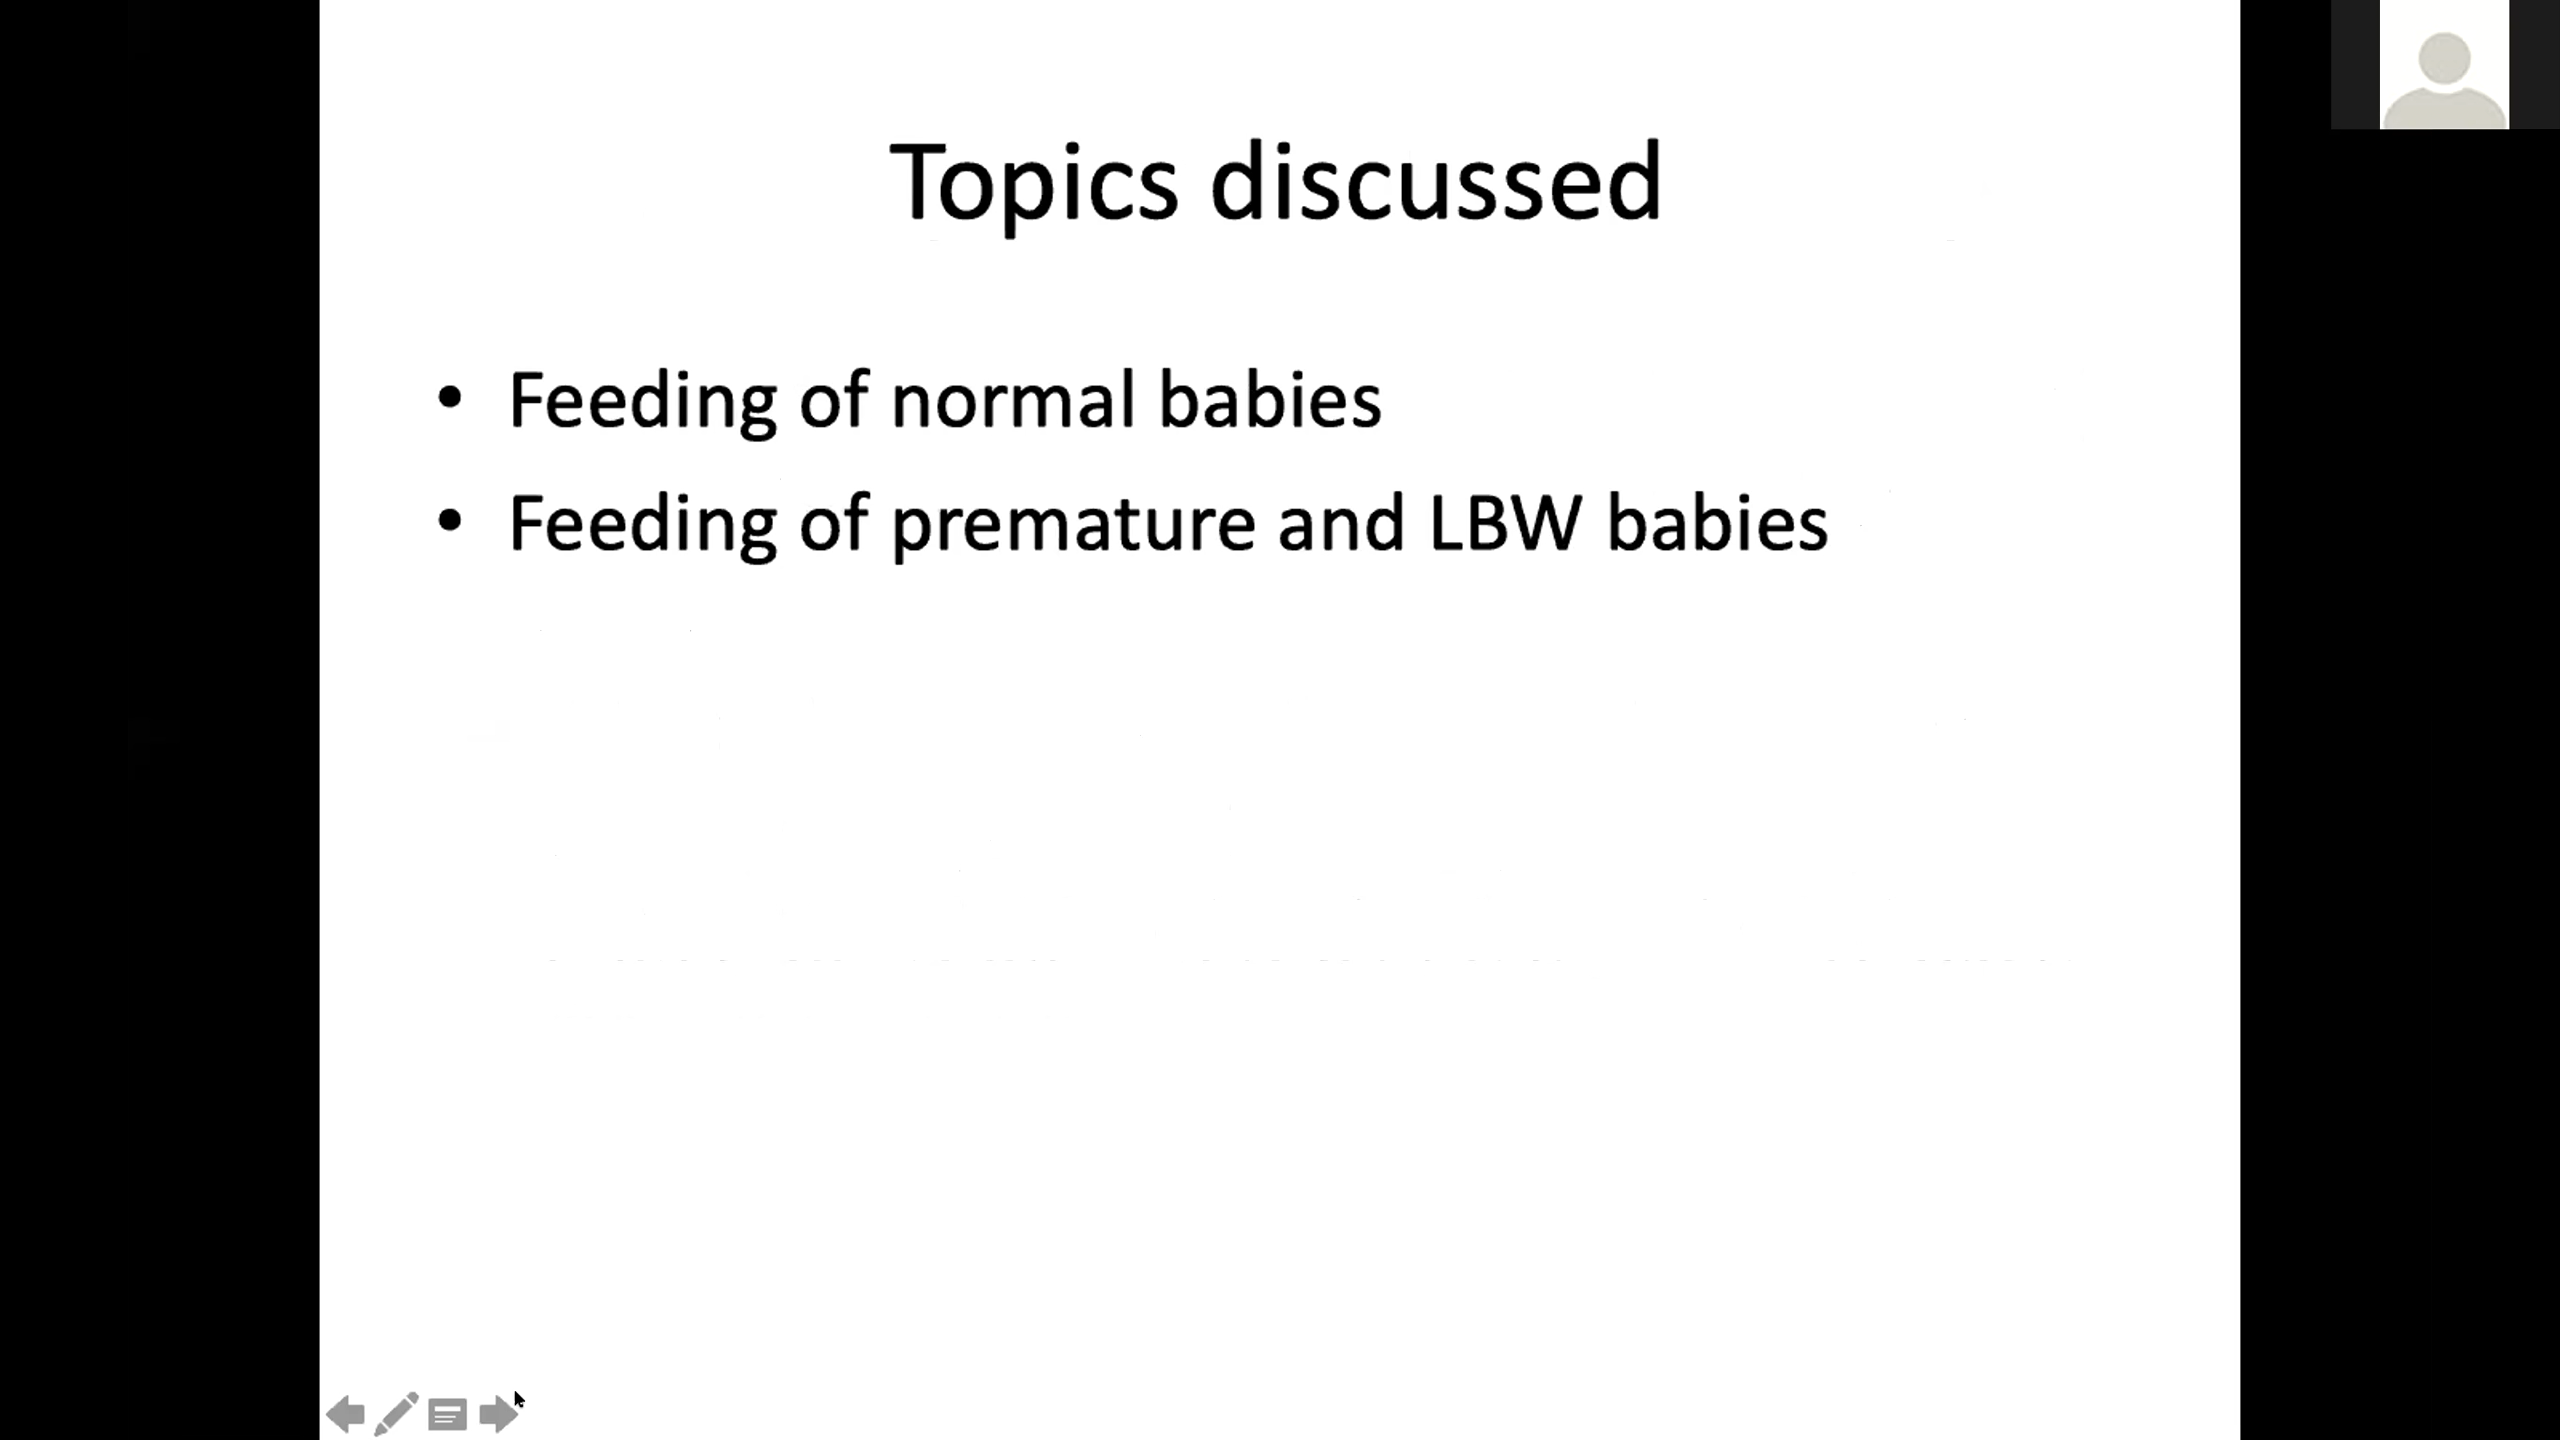 Topics discussed
• Feeding of normal babies
• Feeding of premature and LBW babies